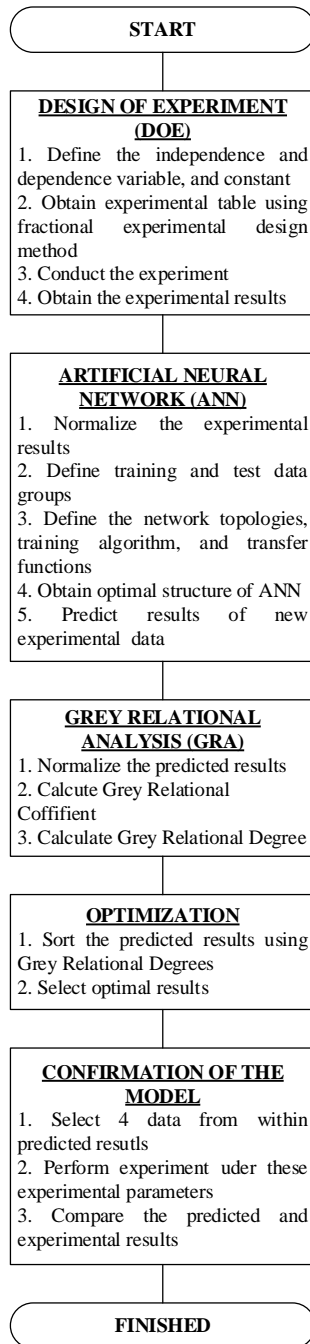 START
DESIGN OF EXPERIMENT
(DOE)
1. Define the independence and
dependence variable, and constant
2. Obtain experimental table using
fractional experimental design
method
3. Conduct the experiment
4. Obtain the experimental results
ARTIFICIAL NEURAL
NETWORK (ANN)
1. Normalize the experimental
results
2. Define training and test data
groups
3. Define the network topologies,
training algorithm, and transfer
functions
4. Obtain optimal structure of ANN
5. Predict results of new
experimental data
GREY RELATIONAL
ANALYSIS (GRA)
1. Normalize the predicted results
2. Calcute Grey Relational
Coffifient
3. Calculate Grey Relational Degree
OPTIMIZATION
1. Sort the predicted results using
Grey Relational Degrees
2. Select optimal results
CONFIRMATION OF THE
MODEL
1. Select 4 data from within
predicted resutls
2. Perform experiment uder these
experimental parameters
3. Compare the predicted and
experimental results
FINISHED